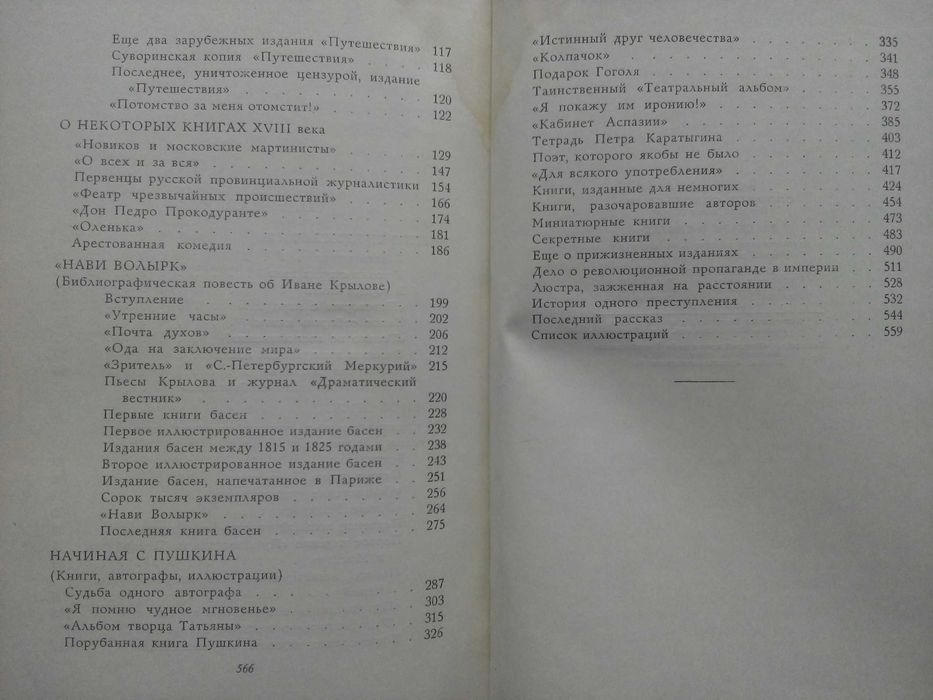 Еще два зарубежных издания «Путешествия» 117
Суворинская копия «Путешествия» . . . 118
Последнее, уничтоженное цензурой, издание
«Путешествия» . . . . . . . . . . 120
«Потомство за меня отомстит!» . . . . . 122
О НЕКОТОРЫХ КНИГАХ XVIII века
«Новиков и московские мартинисты» . . . 129
«О всех и за вся» . . . . . . . . . . 147
Первенцы русской провинциальной журналистики 154
«Феатр чрезвычайных происшествий» . . . 166
«Дон Педро Прокодуранте» . . . . . . . 174
«Оленька» . . . . . . . . . . . . 181
Арестованная комедия . . . . . . . . 186
«НАВИ ВОЛЫРК»
(Библиографическая повесть об Иване Крылове)
Вступление . . . . . . . . . . . 199
«Утренние часы» . . . . . . . . . 202
«Почта духов» . . . . . . . . . . 206
«Ода на заключение мира» . . . . . . 212
«Зритель» и «С.-Петербургский Меркурий» 215
Пьесы Крылова и журнал «Драматический
вестник» . . . . . . . . . . . 220
Первые книги басен . . . . . . . . . 228
Первое иллюстрированное издание басен . . 232
Издания басен между 1815 и 1825 годами . . 238
Второе иллюстрированное издание басен . . 243
Издание басен, напечатанное в Париже . . 251
Сорок тысяч экземпляров . . . . . . . 256
«Нави Волырк» . . . . . . . . . . 264
Последняя книга басен . . . . . . . . 275
НАЧИНАЯ С ПУШКИНА
(Книги, автографы, иллюстрации)
Судьба одного автографа . . . . . . . . 287
«Я помню чудное мгновенье» . . . . . . 303
«Альбом творца Татьяны» . . . . . . . 315
Порубанная книга Пушкина . . . . . . . 326
566
«Истинный друг человечества» . . . . . . 335
«Колпачок» . . . . . . . . . . . . 341
Подарок Гоголя . . . . . . . . . . . 348
Таинственный «Театральный альбом» . . . . 355
«Я покажу им иронию!» . . . . . . . . 372
«Кабинет Аспазии» . . . . . . . . . . 385
Тетрадь Петра Каратыгина . . . . . . . 403
Поэт, которого якобы не было . . . . . . 412
«Для всякого употребления» . . . . . . . 417
Книги, изданные для немногих . . . . . . 424
Книги, разочаровавшие авторов . . . . . . 454
Миниатюрные книги . . . . . . . . . 473
Секретные книги . . . . . . . . . . 483
Еще о прижизненных изданиях . . . . . . 490
Дело о революционной пропаганде в империи . . 511
Люстра, зажженная на расстоянии . . . . . 528
История одного преступления . . . . . . 532
Последний рассказ . . . . . . . . . . 544
Список иллюстраций . . . . . . . . . 559